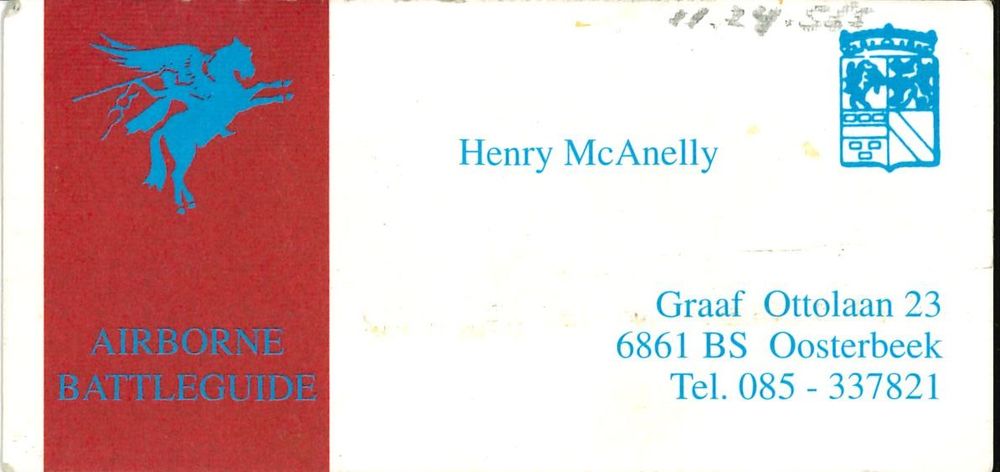 Henry McAnelly
AIRBORNE
BATTLEGUIDE
Graaf Ottolaan 23
6861 BS Oosterbeek
Tel. 085 - 337821